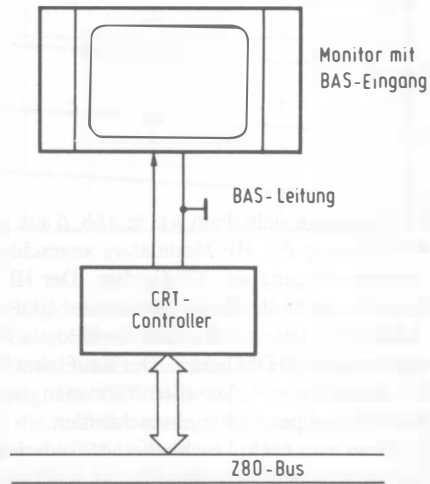 Monitor mit
BAS-Eingang
BAS-Leitung
CRT-
Controller
Z80-Bus